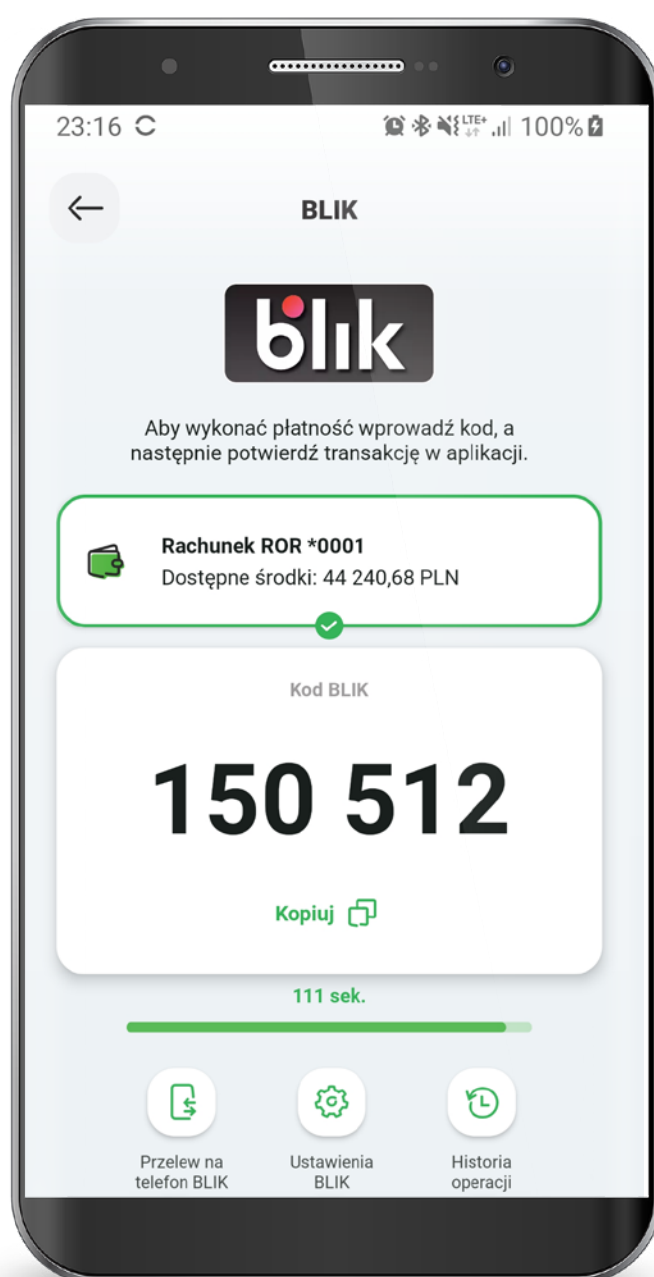 23:16
LTE+
100%
BLIK
blik
Aby wykonać płatność wprowadź kod, a
następnie potwierdź transakcję w aplikacji.
Rachunek ROR *0001
Dostępne środki: 44 240,68 PLN
Kod BLIK
150 512
Kopiuj
111 sek.
Przelew na
telefon BLIK
Ustawienia
BLIK
Historia
operacji